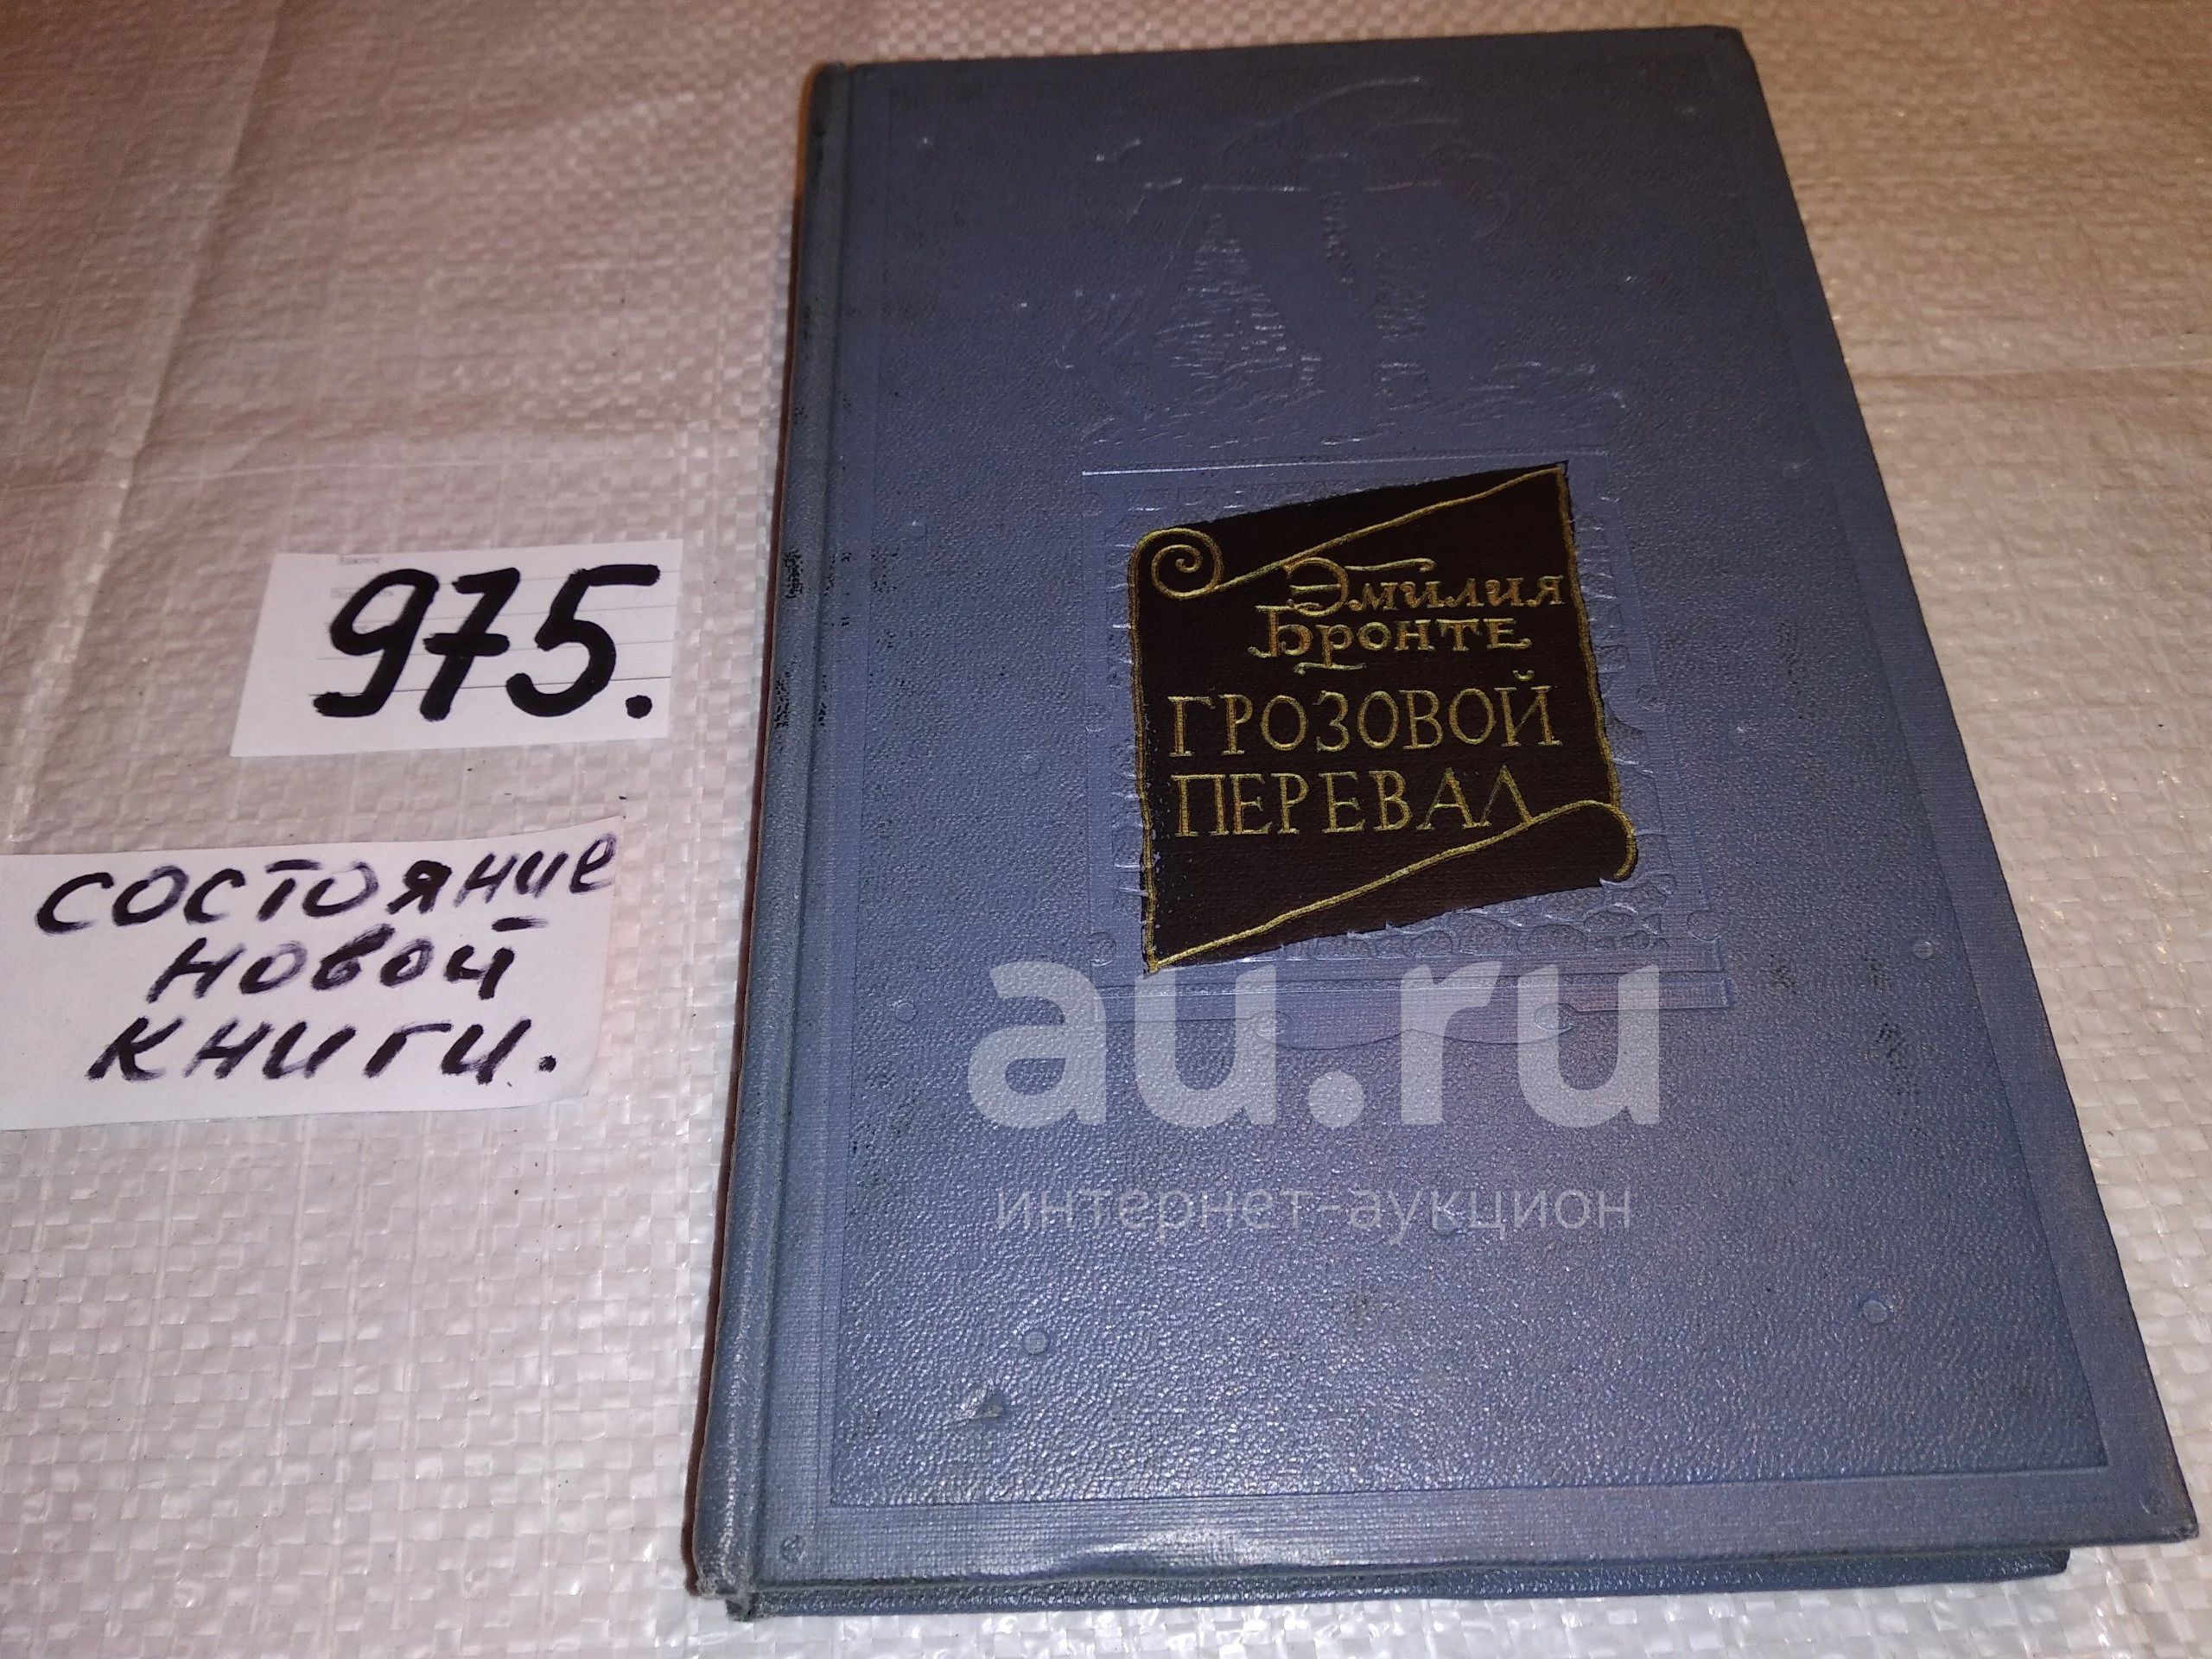 975.
состояние
новой
книги.
Эмилия
Бронте
ГРОЗОВОЙ
ПЕРЕВАЛ
au.ru
интернет-аукцион